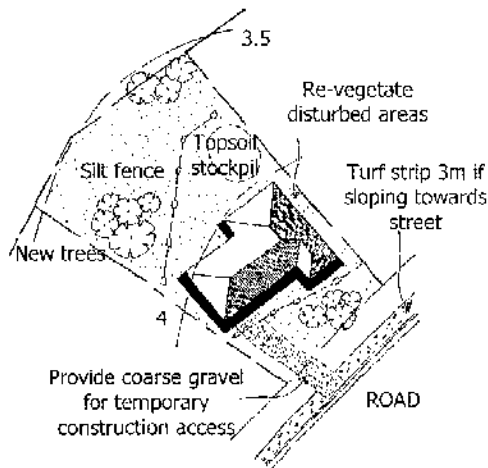 3.5
Re-vegetate
disturbed areas
Topsoil
stockpil
Silt fence
Turf strip 3m if
sloping towards
street
New trees
4
Provide coarse gravel
for temporary
construction access
ROAD